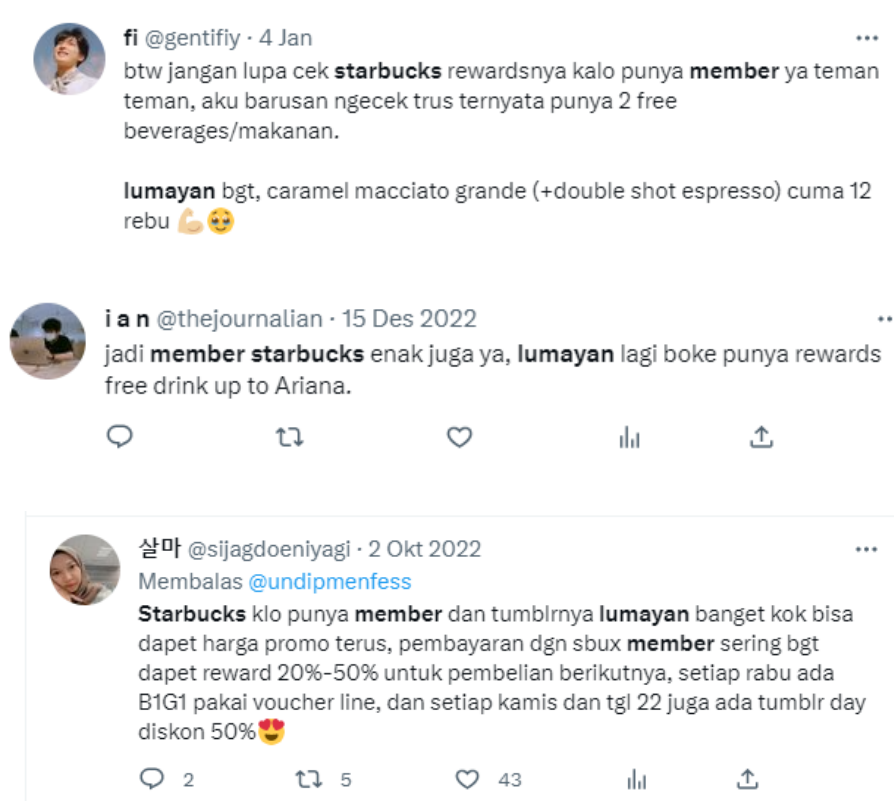 fi @gentifiy · 4 Jan
btw jangan lupa cek starbucks rewardsnya kalo punya member ya teman
teman, aku barusan ngecek trus ternyata punya 2 free
beverages/makanan.
lumayan bgt, caramel macciato grande (+double shot espresso) cuma 12
rebu 💪🏼🥹
i a n @thejournalian · 15 Des 2022
jadi member starbucks enak juga ya, lumayan lagi boke punya rewards
free drink up to Ariana.
살마 @sijagdoeniyagi · 2 Okt 2022
Membalas @undipmenfess
Starbucks klo punya member dan tumblrnya lumayan banget kok bisa
dapet harga promo terus, pembayaran dgn sbux member sering bgt
dapet reward 20%-50% untuk pembelian berikutnya, setiap rabu ada
B1G1 pakai voucher line, dan setiap kamis dan tgl 22 juga ada tumblr day
diskon 50%😍
2 5 43